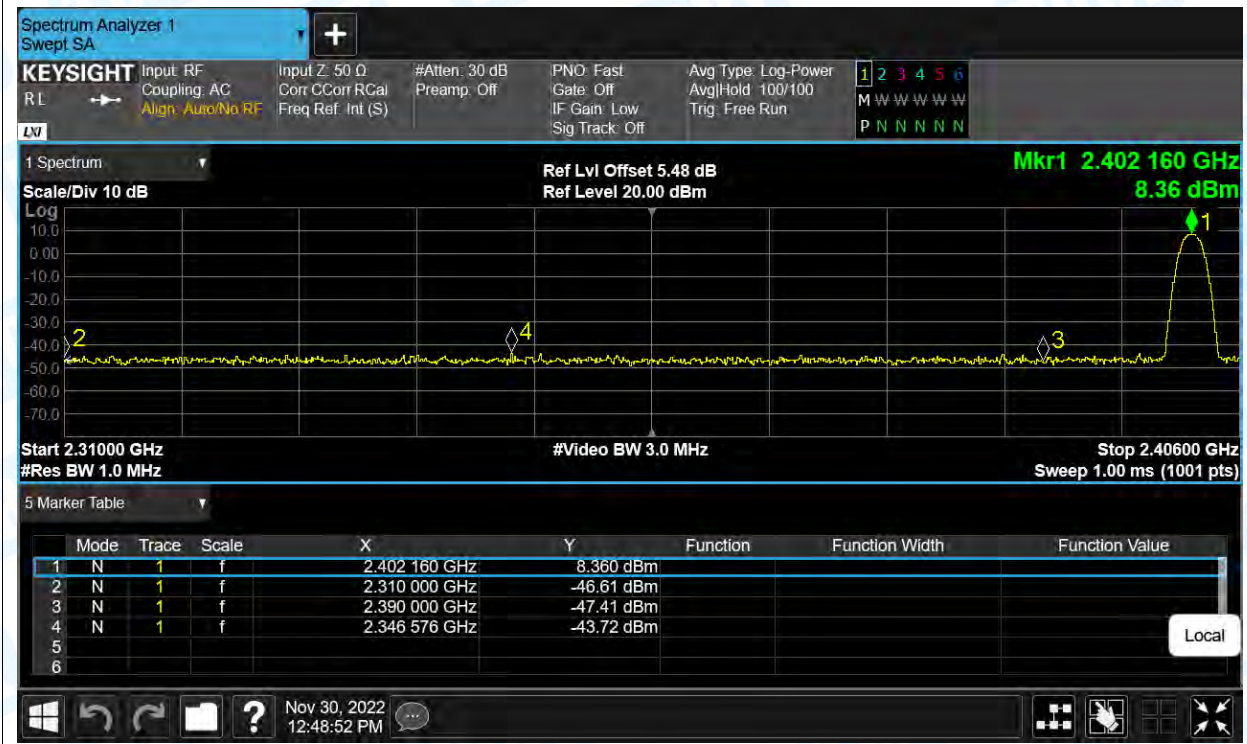 Spectrum Analyzer 1
Swept SA
+
KEYSIGHT Input: RF Input Z: 50 Ω #Atten: 30 dB PNO: Fast Avg Type: Log-Power 1 2 3 4 5 6
RL Coupling: AC Corr CCorr RCal Preamp: Off Gate: Off Avg|Hold: 100/100 M W W W W W
Align: Auto/No RF Freq Ref: Int (S) IF Gain: Low Trig: Free Run
LXI Sig Track: Off P N N N N N
1 Spectrum
Ref Lvl Offset 5.48 dB Mkr1 2.402 160 GHz
Scale/Div 10 dB Ref Level 20.00 dBm 8.36 dBm
Log
10.0 1
0.00
-10.0
-20.0
-30.0
-40.0 2 4 3
-50.0
-60.0
-70.0
Start 2.31000 GHz #Video BW 3.0 MHz Stop 2.40600 GHz
#Res BW 1.0 MHz Sweep 1.00 ms (1001 pts)
5 Marker Table
Mode Trace Scale X Y Function Function Width Function Value
1 N 1 f 2.402 160 GHz 8.360 dBm
2 N 1 f 2.310 000 GHz -46.61 dBm
3 N 1 f 2.390 000 GHz -47.41 dBm
4 N 1 f 2.346 576 GHz -43.72 dBm
5
6
Local
? Nov 30, 2022
12:48:52 PM